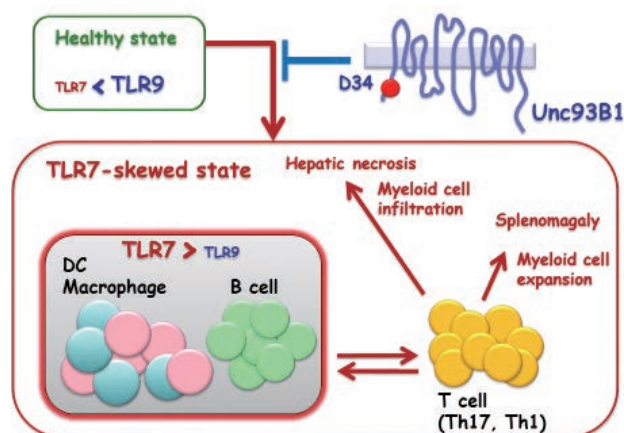 Healthy state
TLR7 < TLR9
D34
Unc93B1
TLR7-skewed state
Hepatic necrosis
Myeloid cell
infiltration
Splenomagaly
Myeloid cell
expansion
TLR7 > TLR9
DC
Macrophage
B cell
T cell
(Th17, Th1)